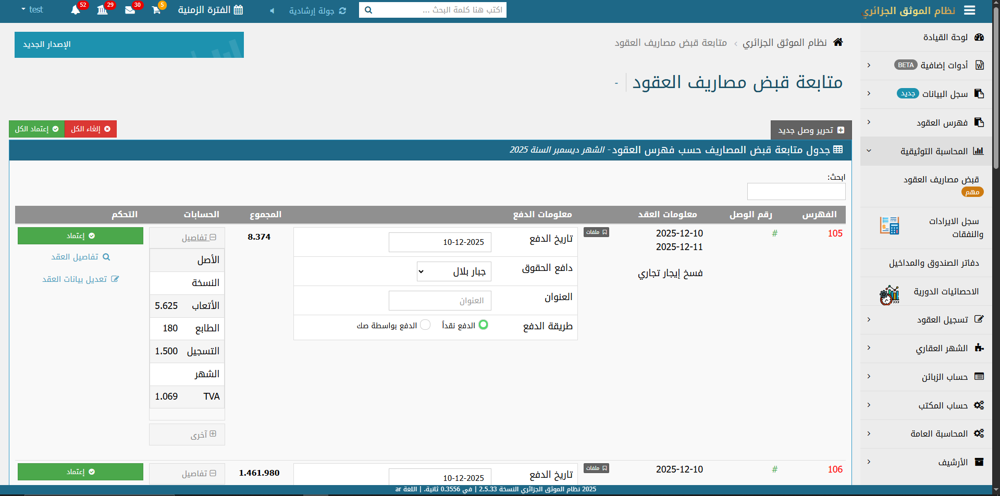 نظام الموثق الجزائري
اكتب هنا كلمة البحث ...
جولة إرشادية
الفترة الزمنية
5
30
29
52
test
لوحة القيادة
أدوات إضافية BETA
سجل البيانات جديد
فهرس العقود
المحاسبة التوثيقية
قبض مصاريف العقود
مهم
سجل الايرادات
والنفقات
دفاتر الصندوق والمداخيل
الاحصائيات الدورية
تسجيل العقود
الشهر العقاري
حساب الزبائن
حساب المكتب
المحاسبة العامة
الأرشيف
نظام الموثق الجزائري › متابعة قبض مصاريف العقود
الإصدار الجديد
متابعة قبض مصاريف العقود -
تحرير وصل جديد
إلغاء الكل
إعتماد الكل
جدول متابعة قبض المصاريف حسب فهرس العقود - الشهر ديسمبر السنة 2025
ابحث:
الفهرس رقم الوصل معلومات العقد معلومات الدفع المجموع الحسابات التحكم
105
#
2025-12-10
2025-12-11
فسخ إيجار تجاري
ملفات
تاريخ الدفع 10-12-2025
دافع الحقوق جبار بلال
العنوان العنوان
طريقة الدفع الدفع نقداً الدفع بواسطة صك
8.374
تفاصيل
الأصل
النسخة
الأتعاب 5.625
الطابع 180
التسجيل 1.500
الشهر
TVA 1.069
آخرى
إعتماد
تفاصيل العقد
تعديل بيانات العقد
106
#
2025-12-10
ملفات
تاريخ الدفع 10-12-2025
1.461.980
تفاصيل
إعتماد
2025 نظام الموثق الجزائري النسخة 2.5.33 | في 0.3556 ثانية. | اللغة ar